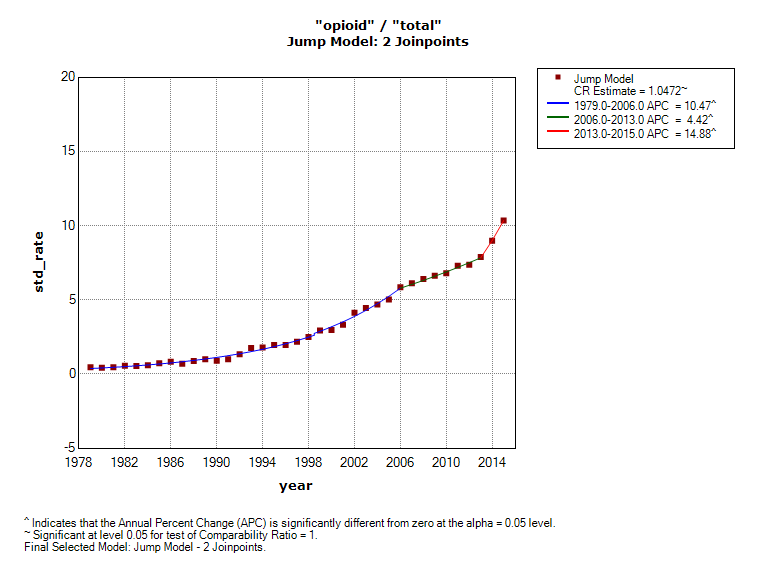 "opioid" / "total"
Jump Model: 2 Joinpoints
20
15
10
5
0
-5
1978 1982 1986 1990 1994 1998 2002 2006 2010 2014
std_rate
year
Jump Model
CR Estimate = 1.0472~
1979.0-2006.0 APC = 10.47^
2006.0-2013.0 APC = 4.42^
2013.0-2015.0 APC = 14.88^
^ Indicates that the Annual Percent Change (APC) is significantly different from zero at the alpha = 0.05 level.
~ Significant at level 0.05 for test of Comparability Ratio = 1.
Final Selected Model: Jump Model - 2 Joinpoints.